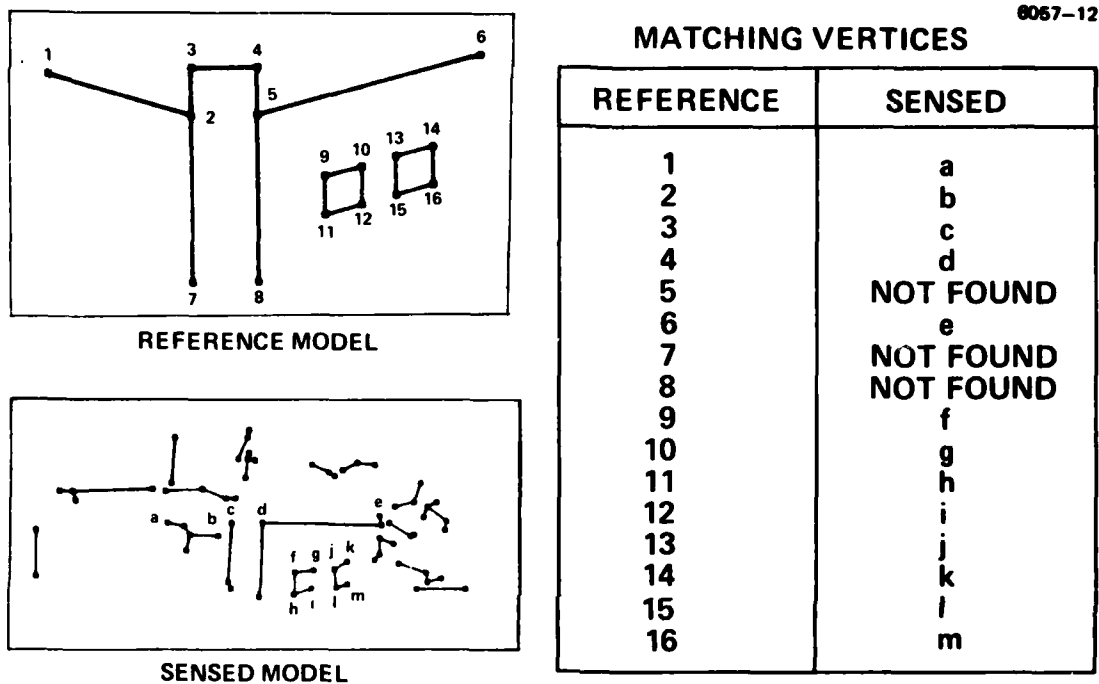 6057-12
1
3
4
6
5
2
14
13
10
9
16
15
12
11
7
8
REFERENCE MODEL
a
b
c
d
e
f
g
j
k
h
i
l
m
SENSED MODEL
MATCHING VERTICES
REFERENCE SENSED
1 a
2 b
3 c
4 d
5 NOT FOUND
6 e
7 NOT FOUND
8 NOT FOUND
9 f
10 g
11 h
12 i
13 j
14 k
15 l
16 m